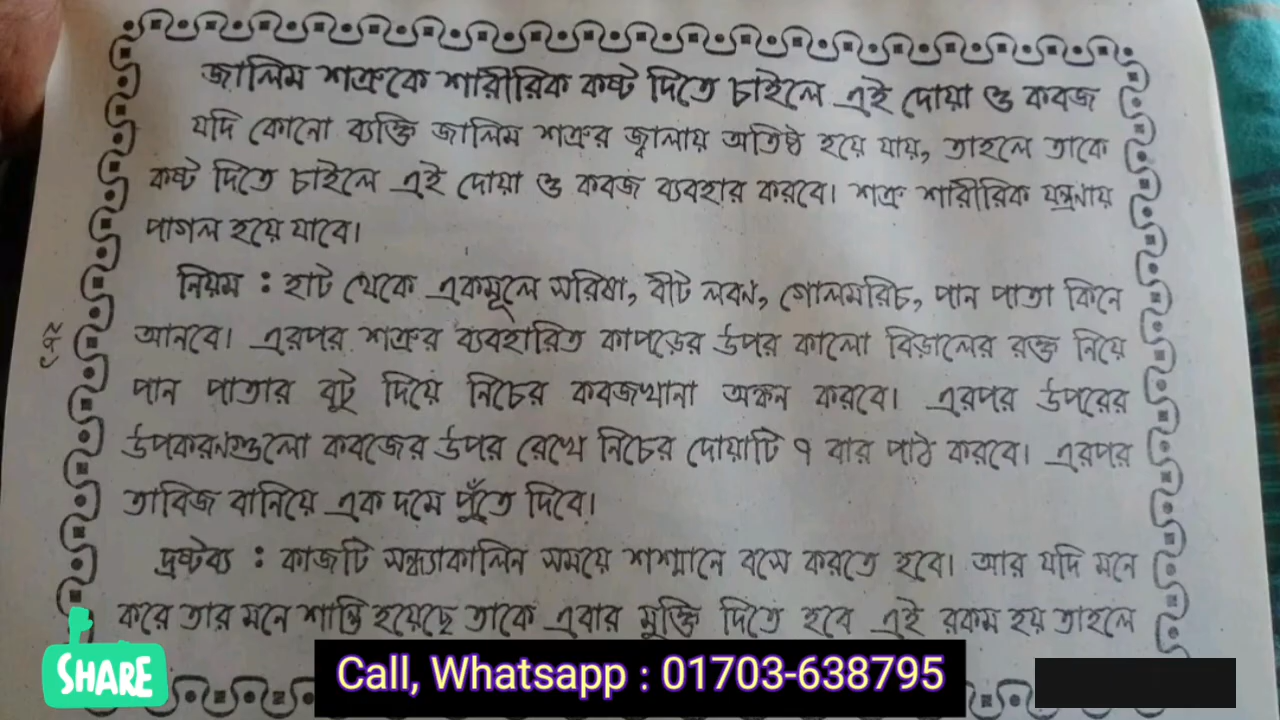 জালিম শত্রুকে শারীরিক কষ্ট দিতে চাইলে এই দোয়া ও কবজ
যদি কোনো ব্যক্তি জালিম শত্রুর জ্বালায় অতিষ্ঠ হয়ে যায়, তাহলে তাকে
কষ্ট দিতে চাইলে এই দোয়া ও কবজ ব্যবহার করবে। শত্রু শারীরিক যন্ত্রনায়
পাগল হয়ে যাবে।
নিয়ম : হাট থেকে একমূলে সরিষা, বীট লবণ, গোলমরিচ, পান পাতা কিনে
আনবে। এরপর শত্রুর ব্যবহারিত কাপড়ের উপর কালো বিড়ালের রক্ত নিয়ে
পান পাতার বুটু দিয়ে নিচের কবজখানা অঙ্কন করবে। এরপর উপরের
উপকরণগুলো কবজের উপর রেখে নিচের দোয়াটি ৭ বার পাঠ করবে। এরপর
তাবিজ বানিয়ে এক দমে পুঁতে দিবে।
দ্রষ্টব্য : কাজটি সন্ধ্যাকালিন সময়ে শশ্মানে বসে করতে হবে। আর যদি মনে
করে তার মনে শান্তি হয়েছে তাকে এবার মুক্তি দিতে হবে এই রকম হয় তাহলে
SHARE
Call, Whatsapp : 01703-638795